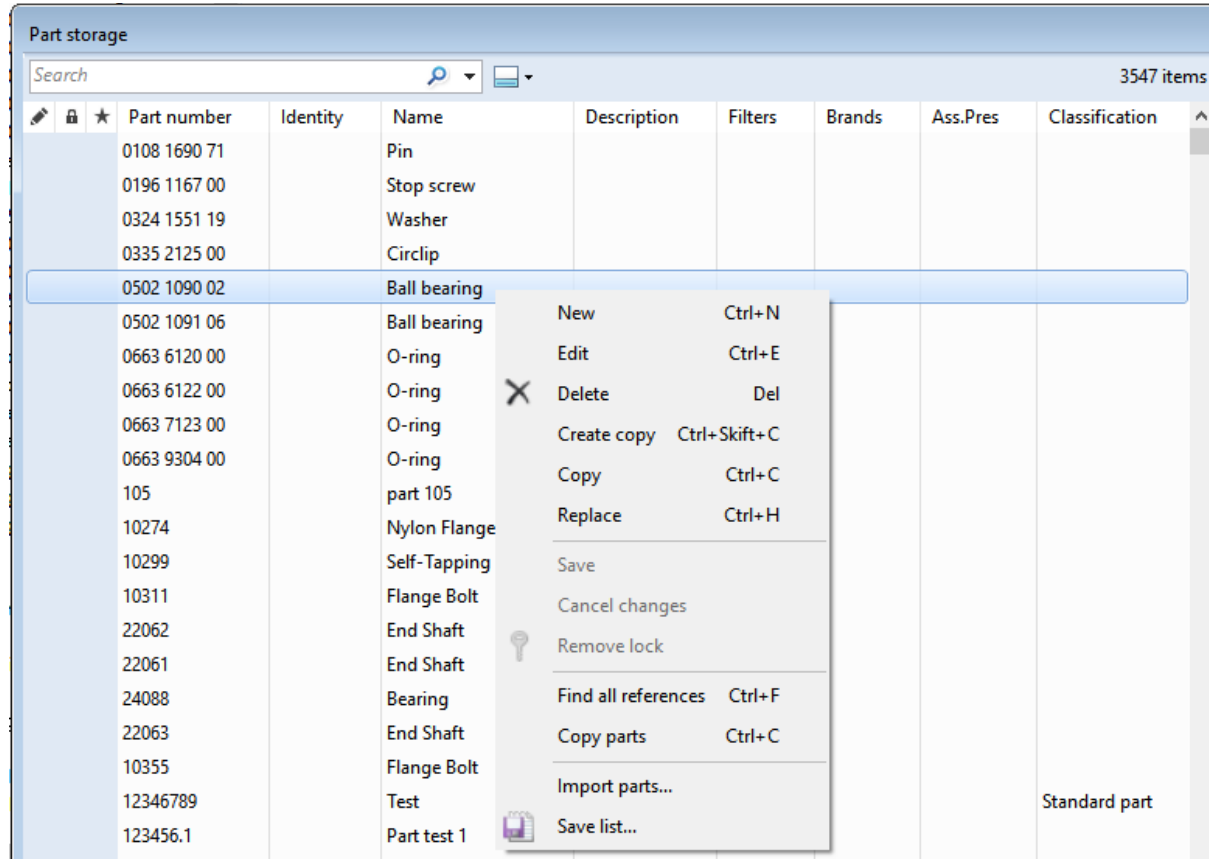 Part storage
Search
3547 items
Part number Identity Name Description Filters Brands Ass.Pres Classification
0108 1690 71 Pin
0196 1167 00 Stop screw
0324 1551 19 Washer
0335 2125 00 Circlip
0502 1090 02 Ball bearing
0502 1091 06 Ball bearing
0663 6120 00 O-ring
0663 6122 00 O-ring
0663 7123 00 O-ring
0663 9304 00 O-ring
105 part 105
10274 Nylon Flange
10299 Self-Tapping
10311 Flange Bolt
22062 End Shaft
22061 End Shaft
24088 Bearing
22063 End Shaft
10355 Flange Bolt
12346789 Test Standard part
123456.1 Part test 1
New Ctrl+N
Edit Ctrl+E
Delete Del
Create copy Ctrl+Skift+C
Copy Ctrl+C
Replace Ctrl+H
Save
Cancel changes
Remove lock
Find all references Ctrl+F
Copy parts Ctrl+C
Import parts...
Save list...